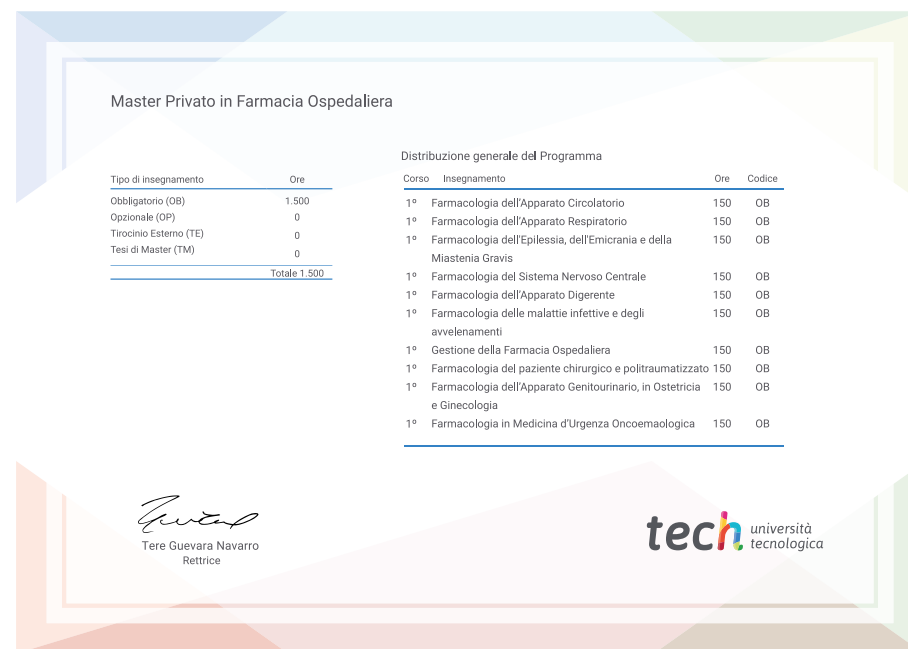 Master Privato in Farmacia Ospedaliera
Tipo di insegnamento Ore
Obbligatorio (OB) 1.500
Opzionale (OP) 0
Tirocinio Esterno (TE) 0
Tesi di Master (TM) 0
Totale 1.500
Distribuzione generale del Programma
Corso Insegnamento Ore Codice
1º Farmacologia dell'Apparato Circolatorio 150 OB
1º Farmacologia dell'Apparato Respiratorio 150 OB
1º Farmacologia dell'Epilessia, dell'Emicrania e della 150 OB
Miastenia Gravis
1º Farmacologia del Sistema Nervoso Centrale 150 OB
1º Farmacologia dell'Apparato Digerente 150 OB
1º Farmacologia delle malattie infettive e degli 150 OB
avvelenamenti
1º Gestione della Farmacia Ospedaliera 150 OB
1º Farmacologia del paziente chirurgico e politraumatizzato 150 OB
1º Farmacologia dell'Apparato Genitourinario, in Ostetricia 150 OB
e Ginecologia
1º Farmacologia in Medicina d'Urgenza Oncoemaologica 150 OB
Tere Guevara Navarro
Rettrice
tech università
tecnologica